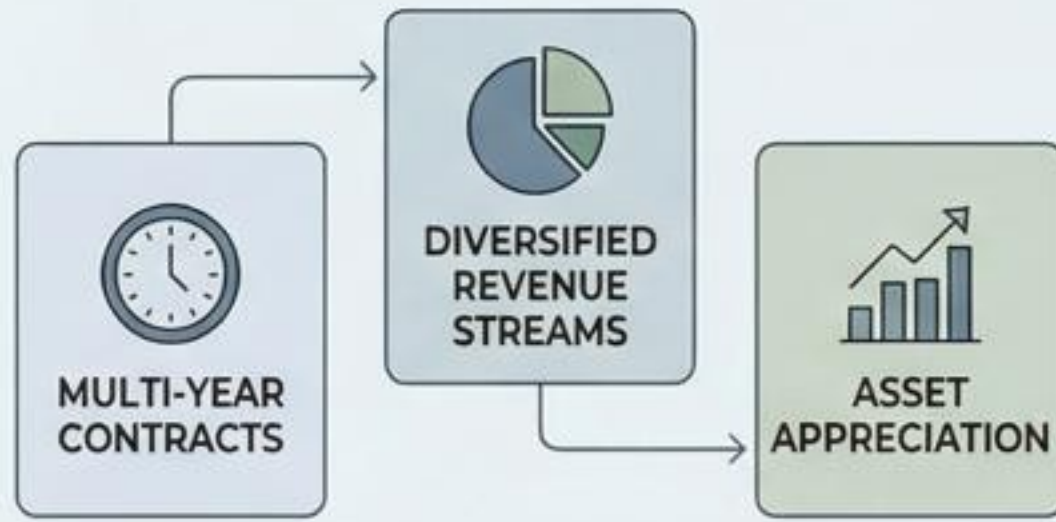 MULTI-YEAR
CONTRACTS
DIVERSIFIED
REVENUE
STREAMS
ASSET
APPRECIATION